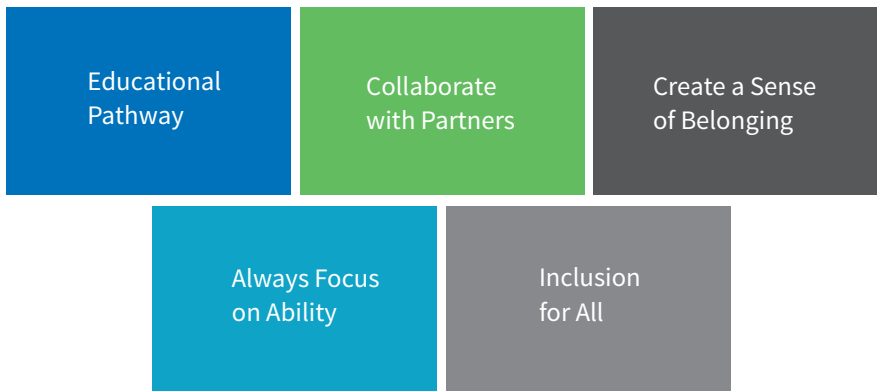 Educational
Pathway
Collaborate
with Partners
Create a Sense
of Belonging
Always Focus
on Ability
Inclusion
for All